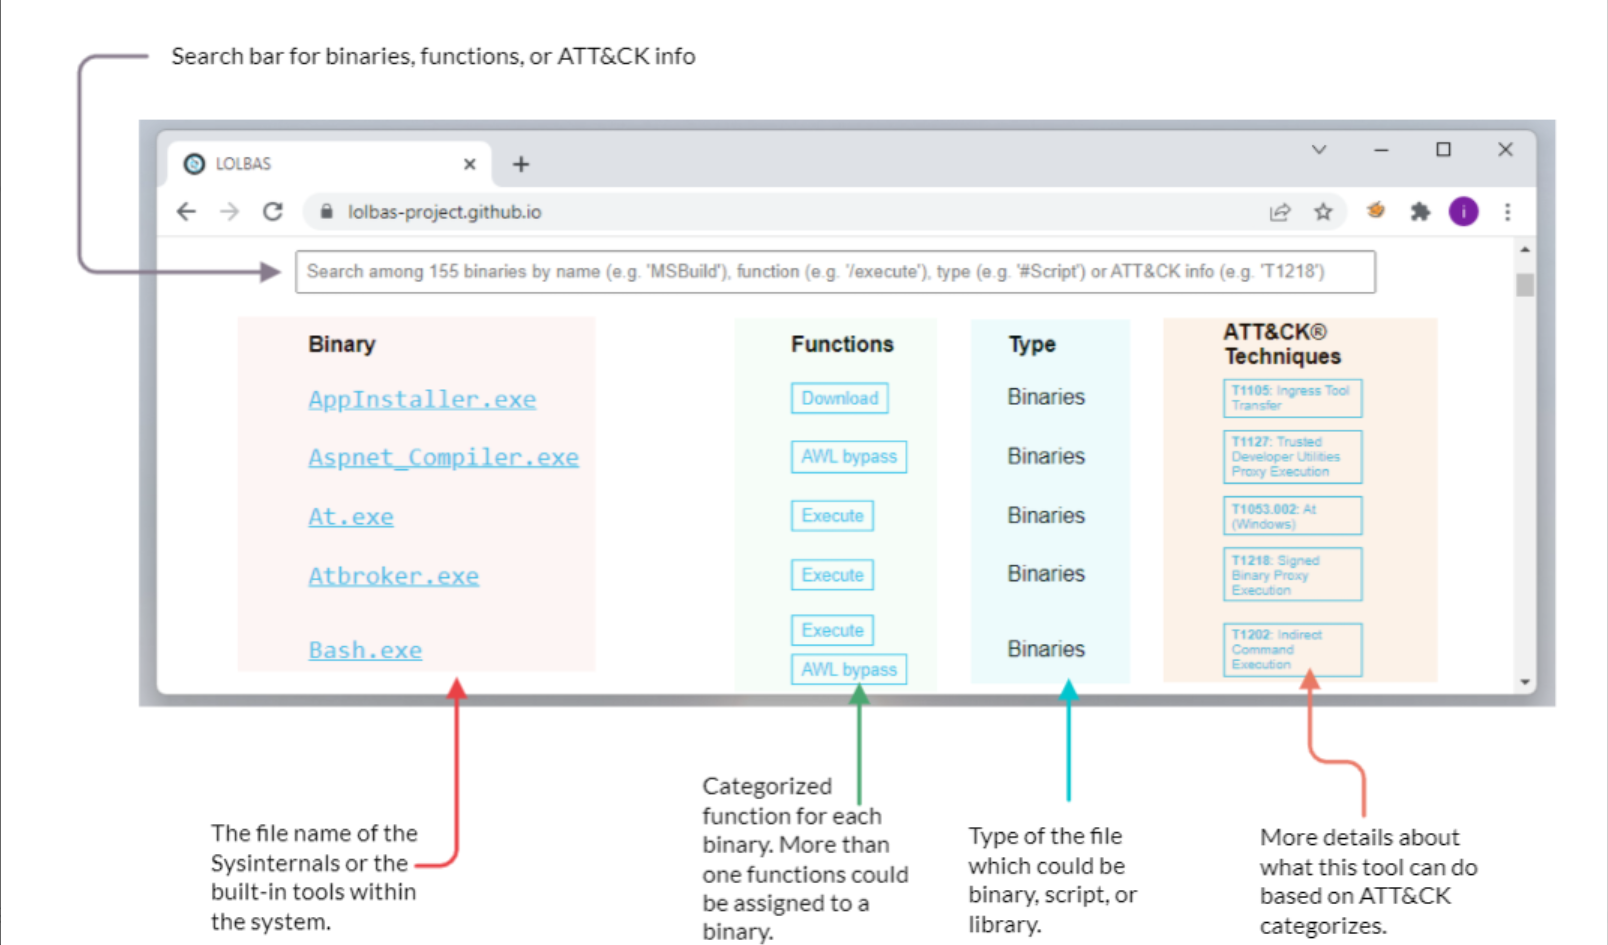 Search bar for binaries, functions, or ATT&CK info
LOLBAS
lolbas-project.github.io
i
Search among 155 binaries by name (e.g. 'MSBuild'), function (e.g. '/execute'), type (e.g. '#Script') or ATT&CK info (e.g. 'T1218')
Binary
Functions
Type
ATT&CK®
Techniques
AppInstaller.exe
Download
Binaries
T1105: Ingress Tool
Transfer
Aspnet_Compiler.exe
AWL bypass
Binaries
T1127: Trusted
Developer Utilities
Proxy Execution
At.exe
Execute
Binaries
T1053.002: At
(Windows)
Atbroker.exe
Execute
Binaries
T1218: Signed
Binary Proxy
Execution
Bash.exe
Execute
AWL bypass
Binaries
T1202: Indirect
Command
Execution
The file name of the
Sysinternals or the
built-in tools within
the system.
Categorized
function for each
binary. More than
one functions could
be assigned to a
binary.
Type of the file
which could be
binary, script, or
library.
More details about
what this tool can do
based on ATT&CK
categorizes.